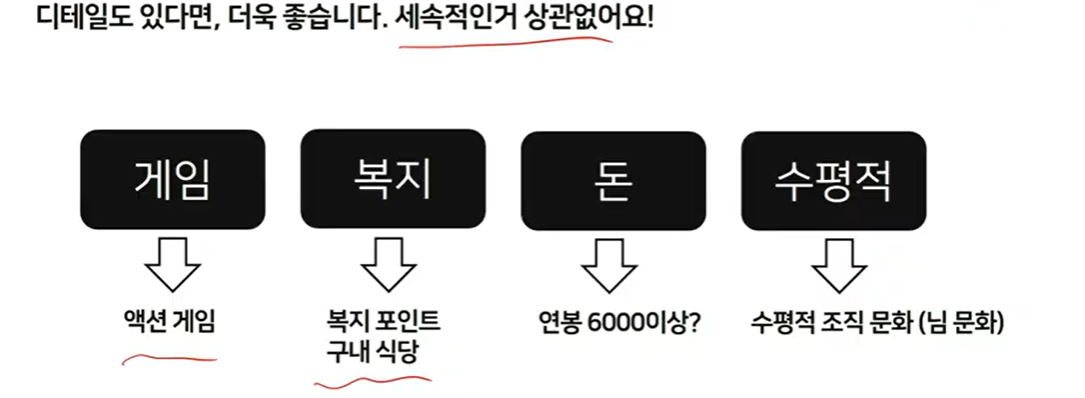 디테일도 있다면, 더욱 좋습니다. 세속적인거 상관없어요!
게임
복지
돈
수평적
액션 게임
복지 포인트
구내 식당
연봉 6000이상?
수평적 조직 문화 (님 문화)